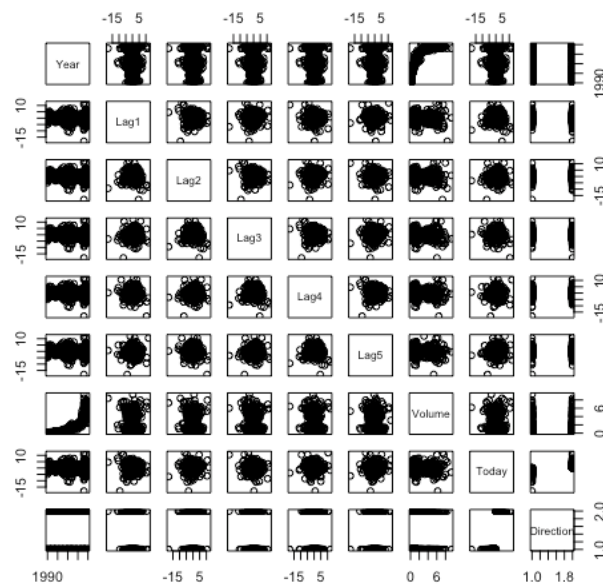 -15 5 -15 5 -15 5 -15 5
Year 1990
-15 10 Lag1
Lag2 -15 10
-15 10 Lag3
Lag4 -15 10
-15 10 Lag5
Volume 0 6
-15 10 Today
Direction 1.0 2.0
1990 -15 5 -15 5 0 6 1.0 1.8